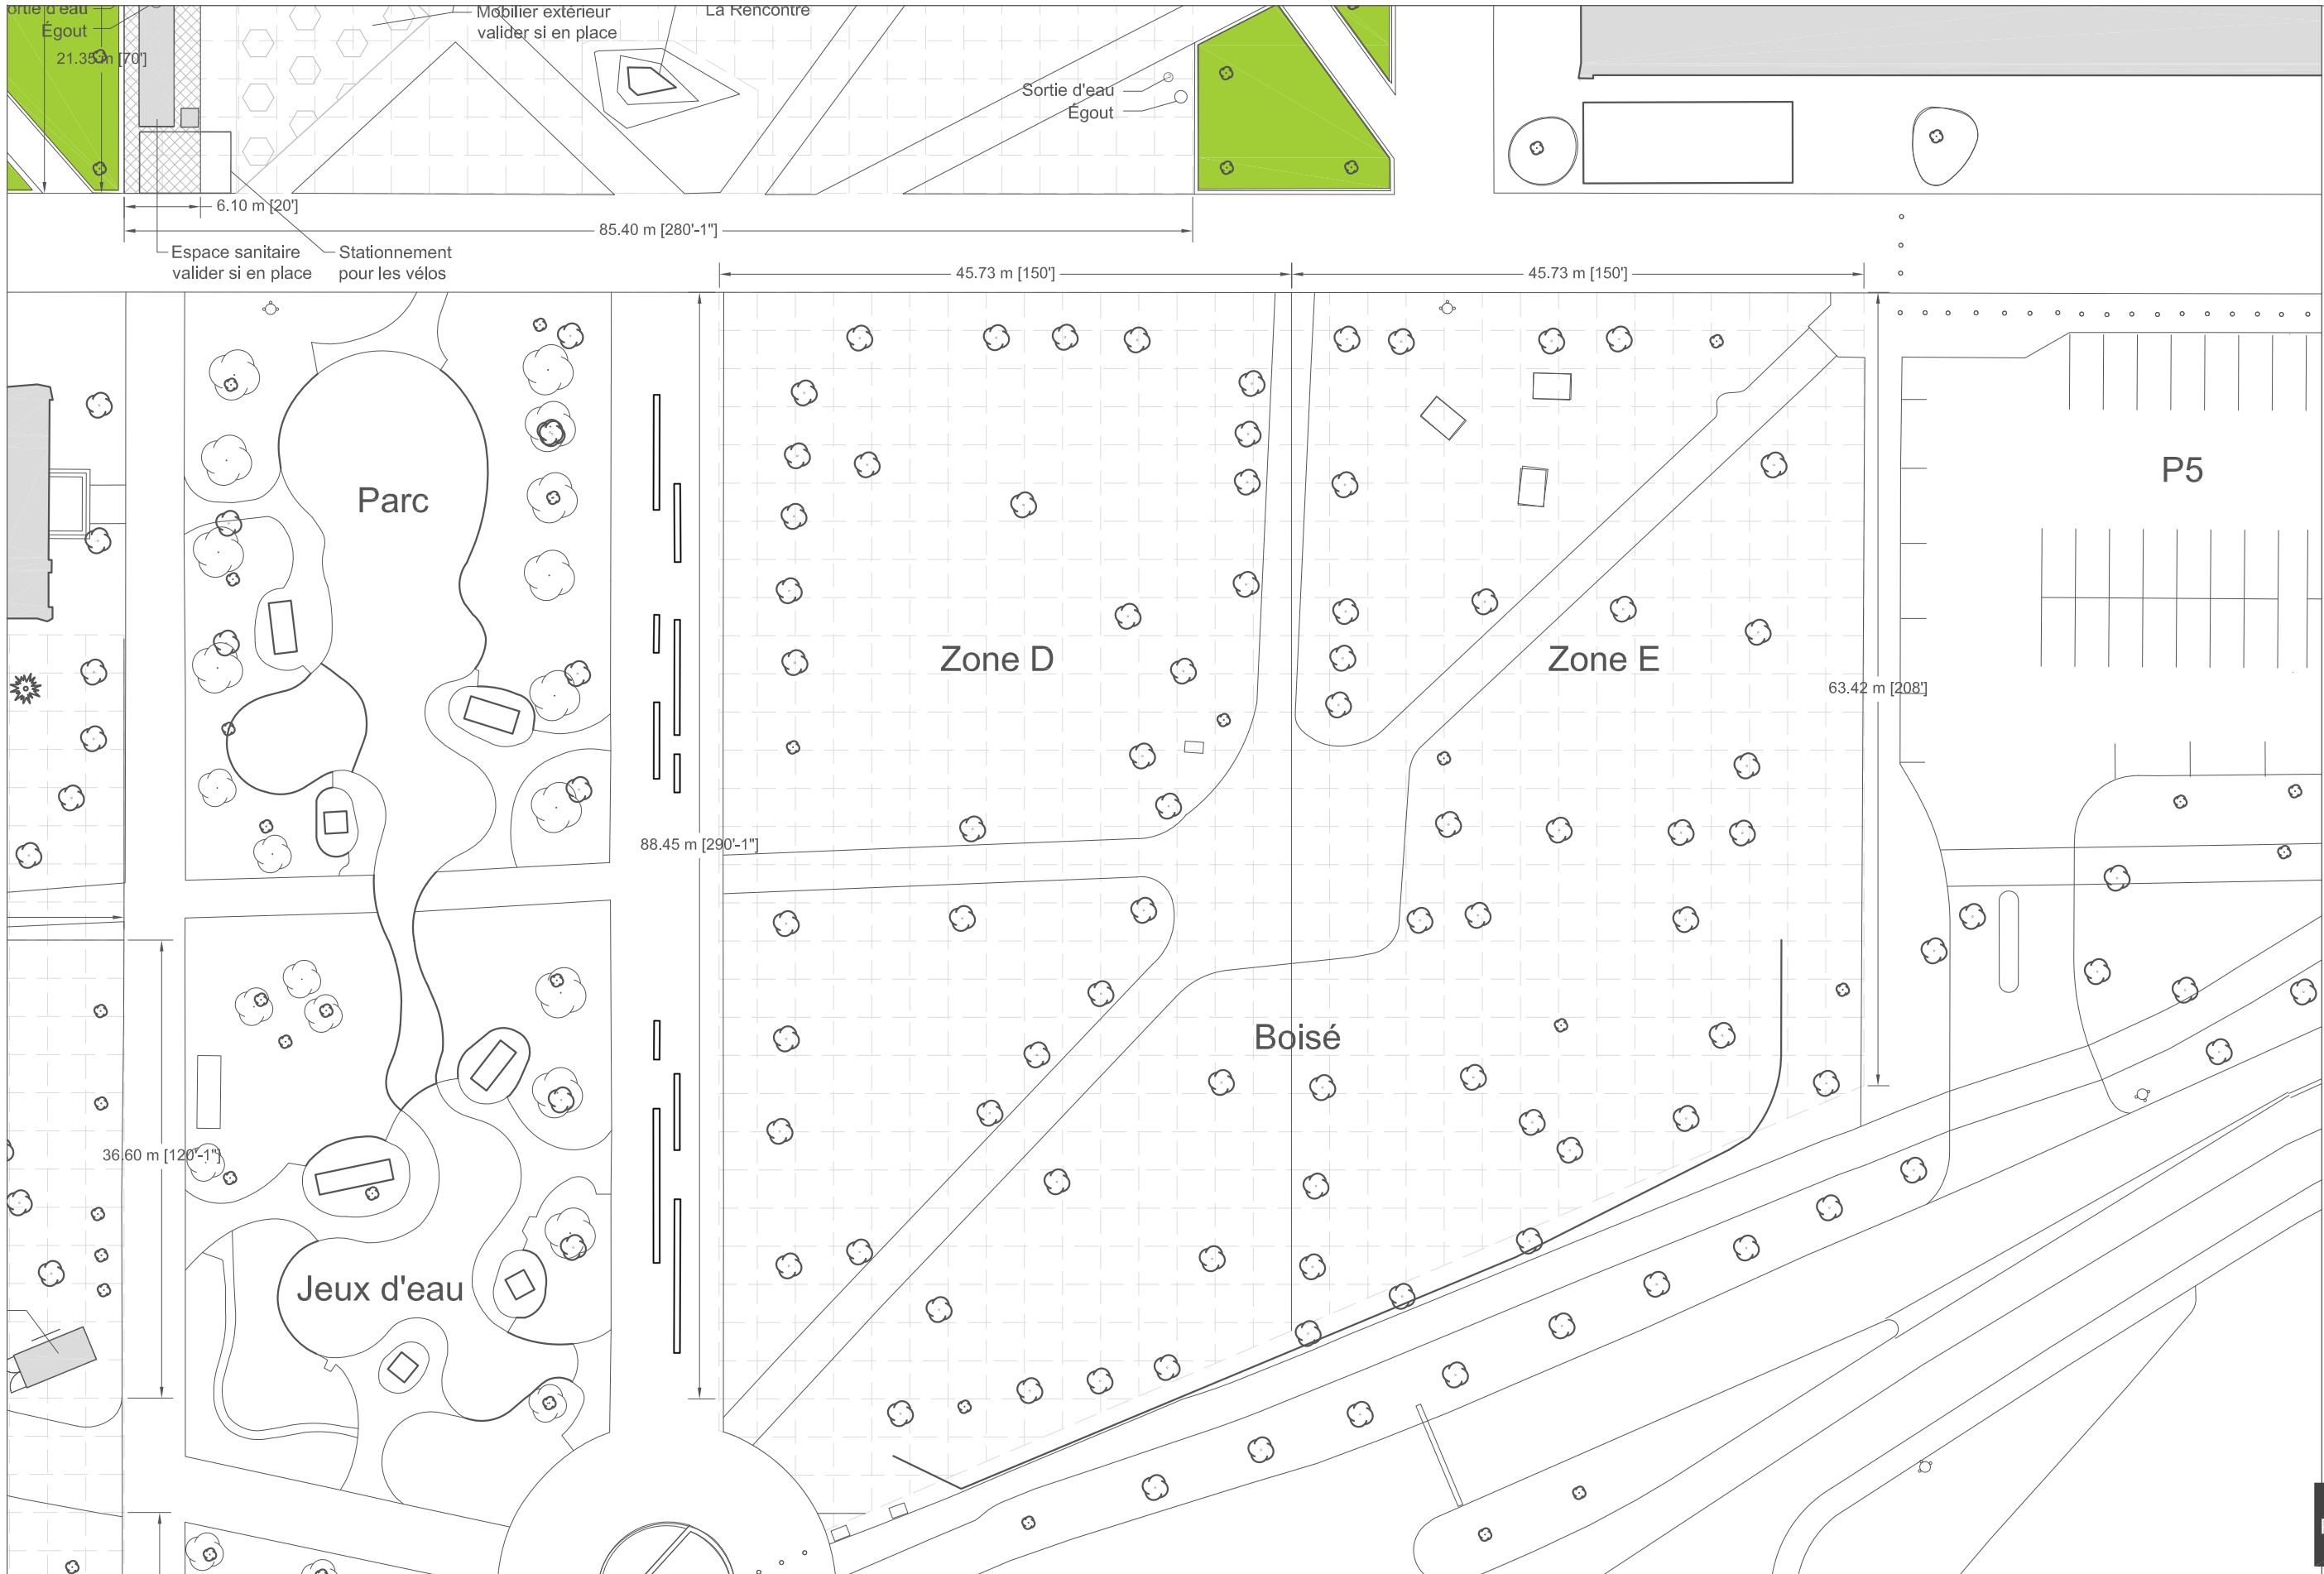 Sortie d'eau
Égout
21.35 m [70']
Mobilier extérieur
valider si en place
La Rencontre
Sortie d'eau
Égout
6.10 m [20']
85.40 m [280'-1"]
Espace sanitaire
valider si en place
Stationnement
pour les vélos
45.73 m [150']
45.73 m [150']
Parc
P5
Zone D
Zone E
63.42 m [208']
88.45 m [290'-1"]
Boisé
36.60 m [120'-1"]
Jeux d'eau